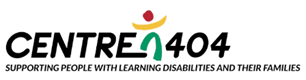 CENTRE 404
SUPPORTING PEOPLE WITH LEARNING DISABILITIES AND THEIR FAMILIES